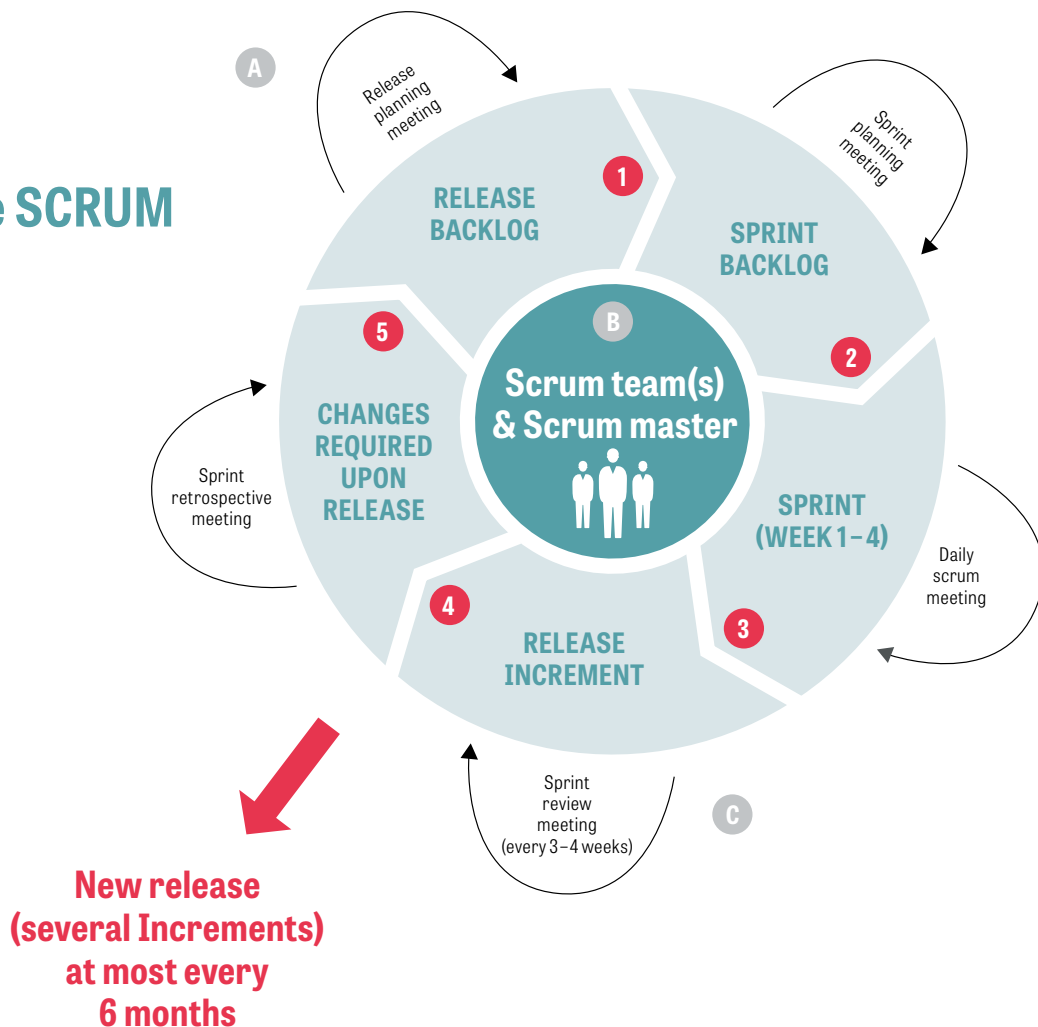 A
Release
planning
meeting
Sprint
planning
meeting
SCRUM
RELEASE
BACKLOG
1
SPRINT
BACKLOG
2
B
Scrum team(s)
& Scrum master
5
CHANGES
REQUIRED
UPON
RELEASE
Sprint
retrospective
meeting
SPRINT
(WEEK 1–4)
Daily
scrum
meeting
3
4
RELEASE
INCREMENT
Sprint
review
meeting
(every 3–4 weeks)
C
New release
(several Increments)
at most every
6 months